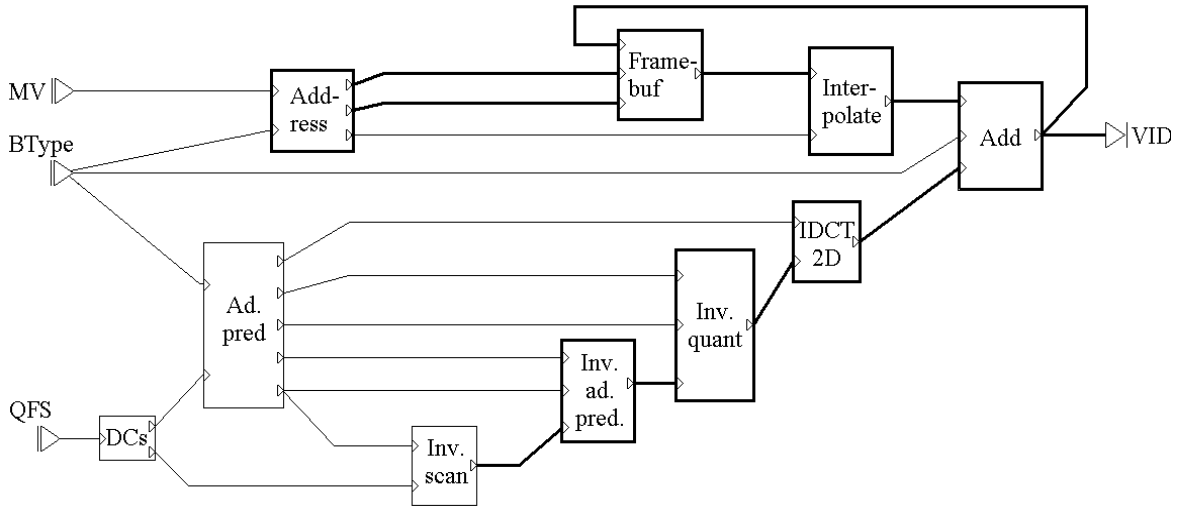 MV
BType
QFS
Add-
ress
Frame-
buf
Inter-
polate
Add
VID
IDCT
2D
Ad.
pred
Inv.
quant
Inv.
ad.
pred.
DCs
Inv.
scan